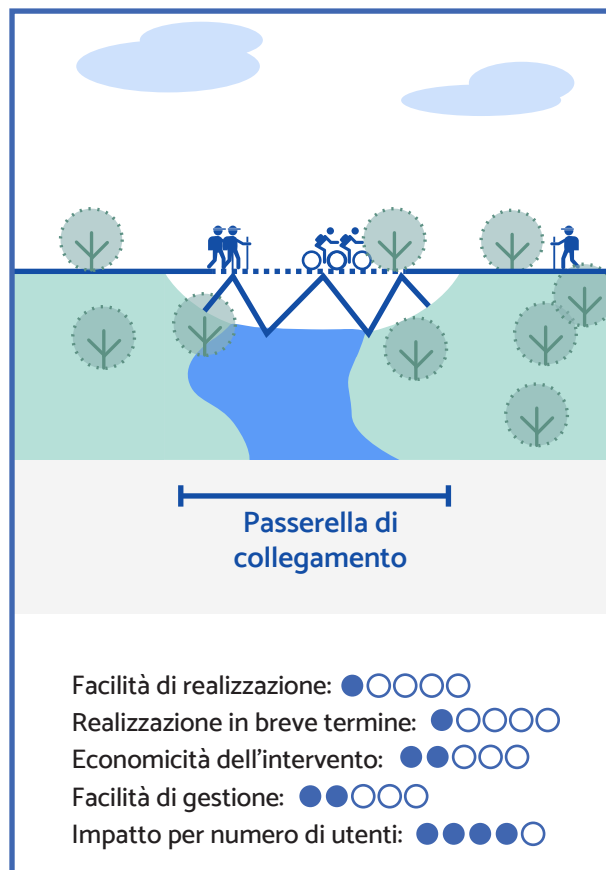 Passerella di
collegamento
Facilità di realizzazione:
Realizzazione in breve termine:
Economicità dell'intervento:
Facilità di gestione:
Impatto per numero di utenti: